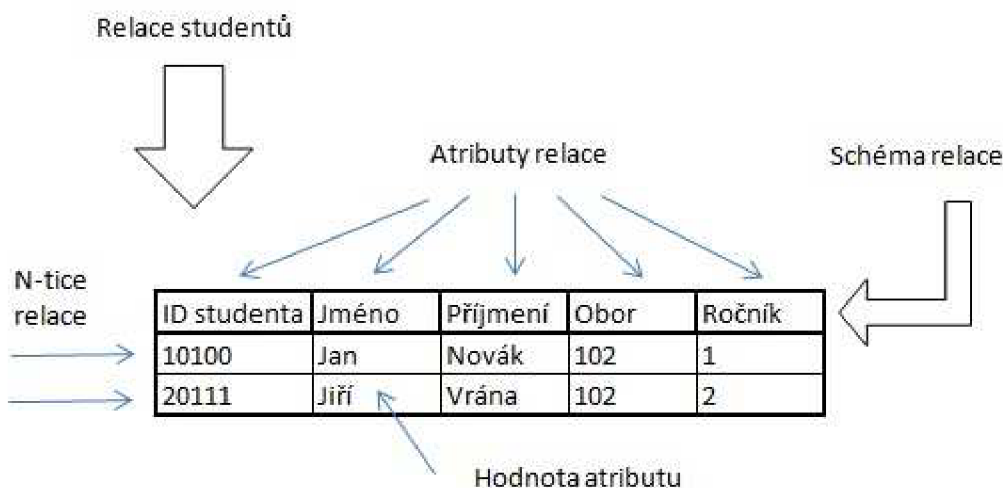 Relace studentů
Atributy relace
Schéma relace
N-tice
relace
ID studenta Jméno Příjmení Obor Ročník
10100 Jan Novák 102 1
20111 Jiří Vrána 102 2
Hodnota atributu